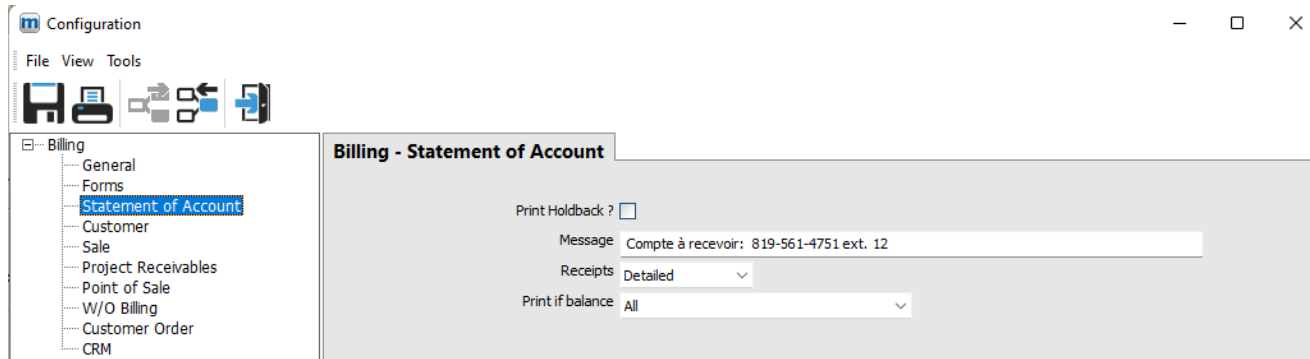 Configuration
File View Tools
Billing
General
Forms
Statement of Account
Customer
Sale
Project Receivables
Point of Sale
W/O Billing
Customer Order
CRM
Billing - Statement of Account
Print Holdback ?
Message Compte à recevoir: 819-561-4751 ext. 12
Receipts Detailed
Print if balance All